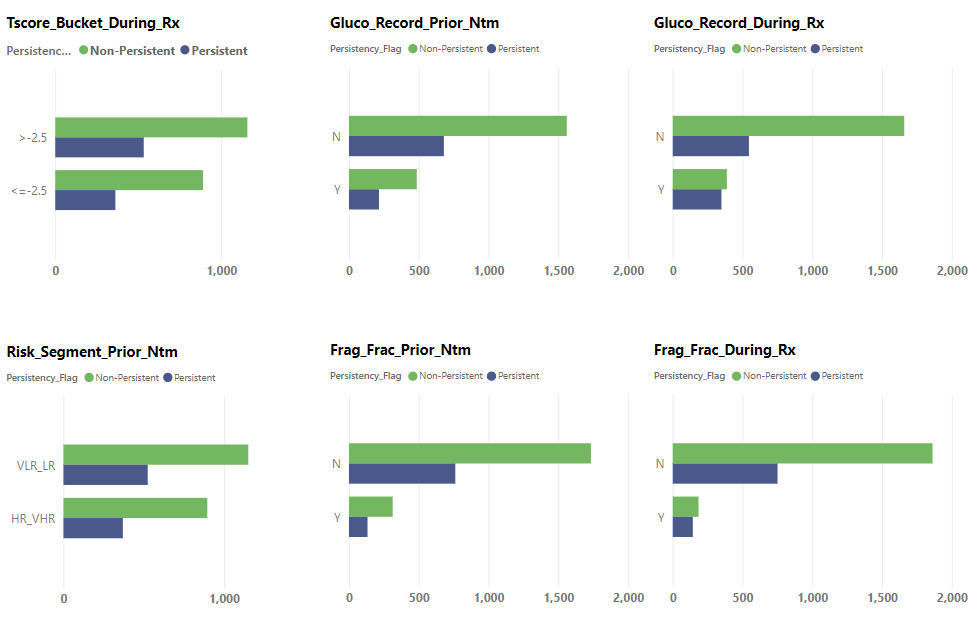 Tscore_Bucket_During_Rx
Persistenc... Non-Persistent Persistent
>-2.5
<=-2.5
0 1,000
Gluco_Record_Prior_Ntm
Persistency_Flag Non-Persistent Persistent
N
Y
0 500 1,000 1,500 2,000
Gluco_Record_During_Rx
Persistency_Flag Non-Persistent Persistent
N
Y
0 500 1,000 1,500 2,000
Risk_Segment_Prior_Ntm
Persistency_Flag Non-Persistent Persistent
VLR_LR
HR_VHR
0 1,000
Frag_Frac_Prior_Ntm
Persistency_Flag Non-Persistent Persistent
N
Y
0 500 1,000 1,500 2,000
Frag_Frac_During_Rx
Persistency_Flag Non-Persistent Persistent
N
Y
0 500 1,000 1,500 2,000